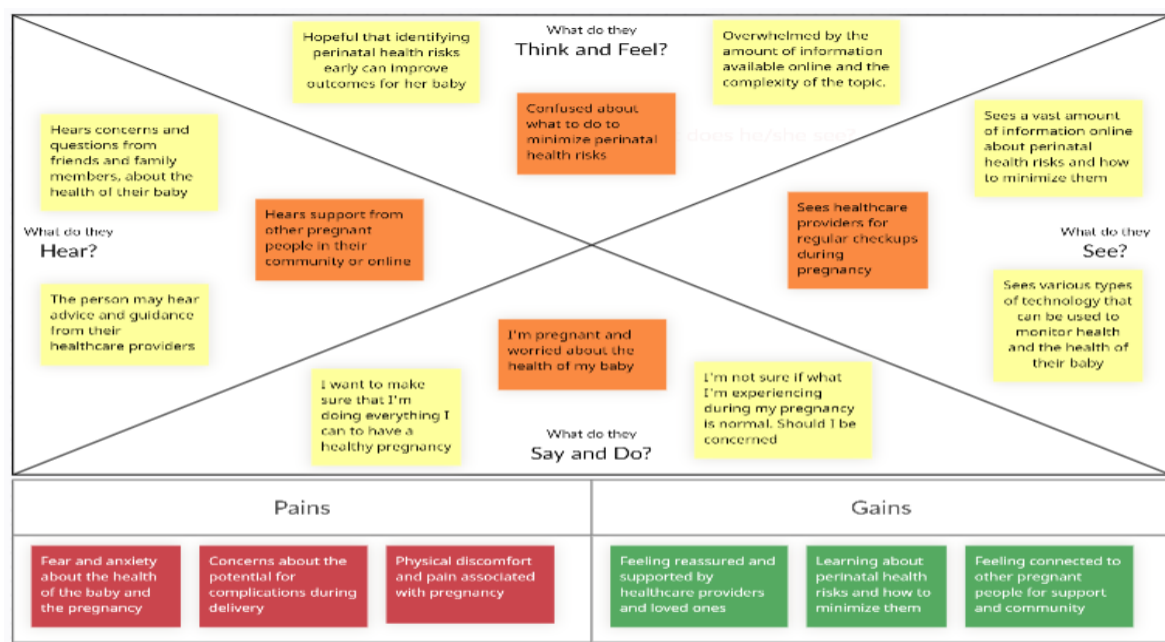 What do they
Think and Feel?
Hopeful that identifying
perinatal health risks
early can improve
outcomes for her baby
Overwhelmed by the
amount of information
available online and the
complexity of the topic.
Confused about
what to do to
minimize perinatal
health risks
does he/she see?
Hears concerns and
questions from
friends and family
members, about the
health of their baby
Hears support from
other pregnant
people in their
community or online
What do they
Hear?
The person may hear
advice and guidance
from their
healthcare providers
Sees a vast amount
of information online
about perinatal
health risks and how
to minimize them
Sees healthcare
providers for
regular checkups
during
pregnancy
What do they
See?
Sees various types
of technology that
can be used to
monitor health
and the health of
their baby
I'm pregnant and
worried about the
health of my baby
I want to make
sure that I'm
doing everything I
can to have a
healthy pregnancy
I'm not sure if what
I'm experiencing
during my pregnancy
is normal. Should I be
concerned
What do they
Say and Do?
Pains
Fear and anxiety
about the health
of the baby and
the pregnancy
Concerns about the
potential for
complications during
delivery
Physical discomfort
and pain associated
with pregnancy
Gains
Feeling reassured and
supported by
healthcare providers
and loved ones
Learning about
perinatal health
risks and how to
minimize them
Feeling connected to
other pregnant
people for support
and community